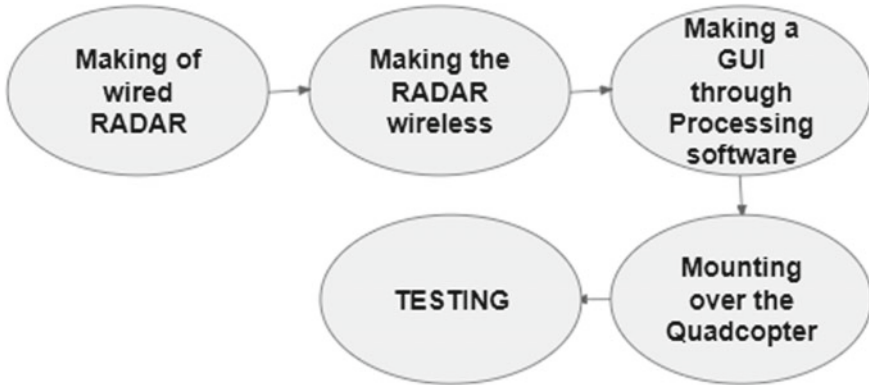 Making of
wired
RADAR
Making the
RADAR
wireless
Making a
GUI
through
Processing
software
Mounting
over the
Quadcopter
TESTING